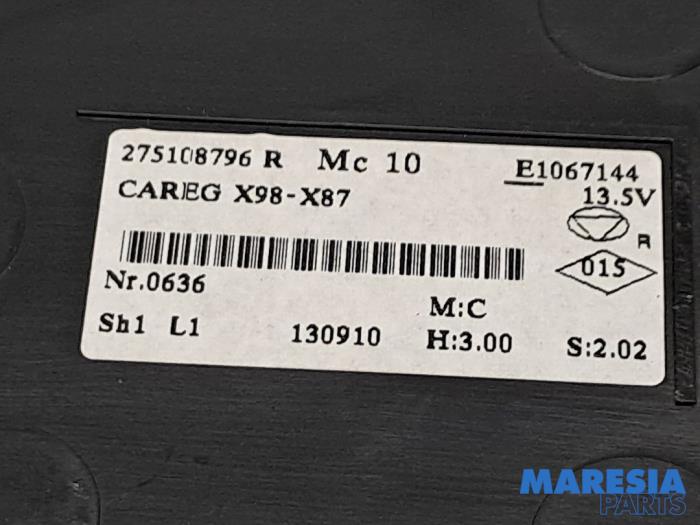 275108796 R Mc 10 E1067144
CAREG X98-X87 13.5V
R
015
Nr.0636
M:C
Sh1 L1 130910 H:3.00 S:2.02
MARESIA
PARTS